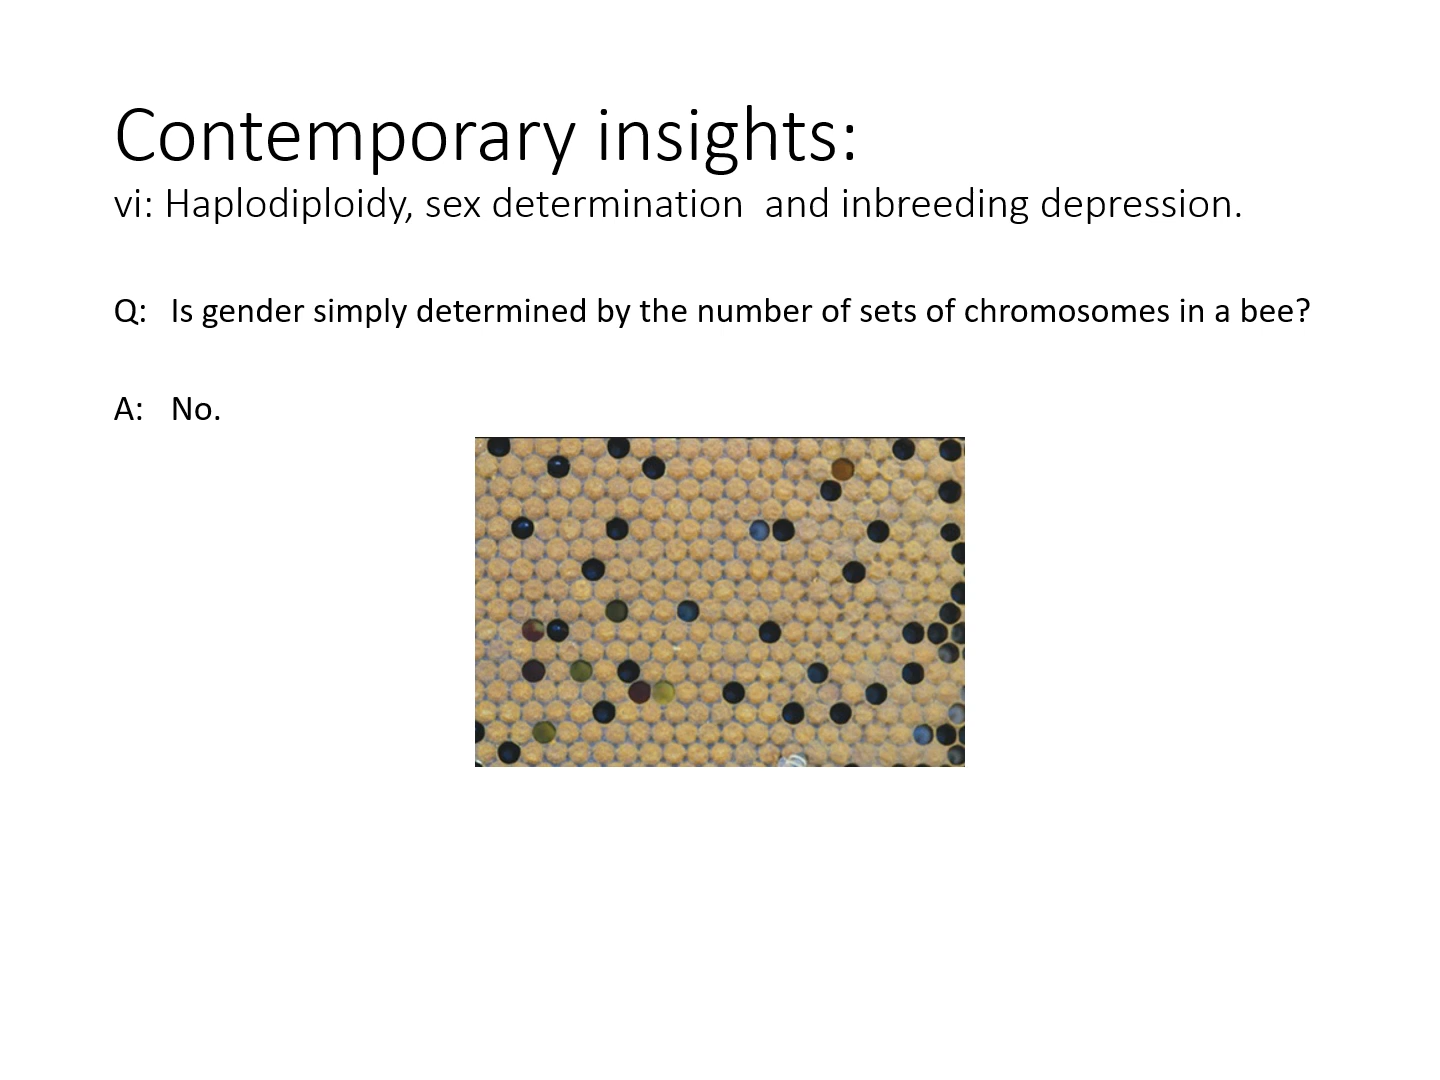 Contemporary insights:
vi: Haplodiploidy, sex determination  and inbreeding depression.
Q: Is gender simply determined by the number of sets of chromosomes in a bee?
A: No.